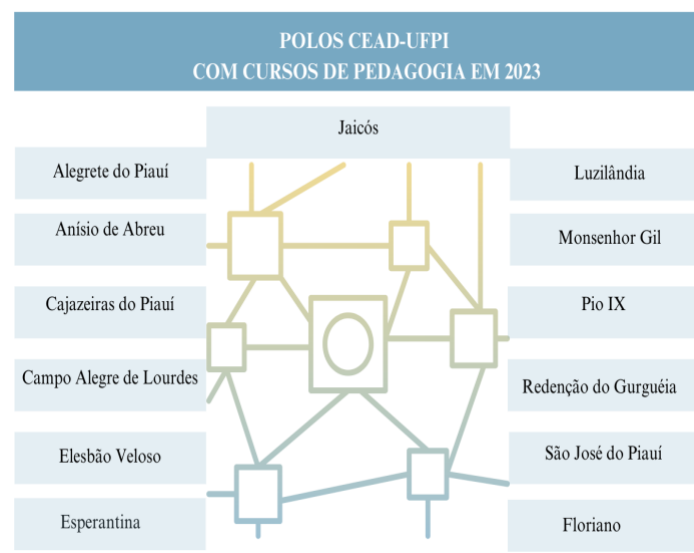 POLOS CEAD-UFPI
COM CURSOS DE PEDAGOGIA EM 2023
Jaicós
Alegrete do Piauí
Luzilândia
Anísio de Abreu
Monsenhor Gil
Cajazeiras do Piauí
Pio IX
Campo Alegre de Lourdes
Redenção do Gurguéia
Elesbão Veloso
São José do Piauí
Esperantina
Floriano